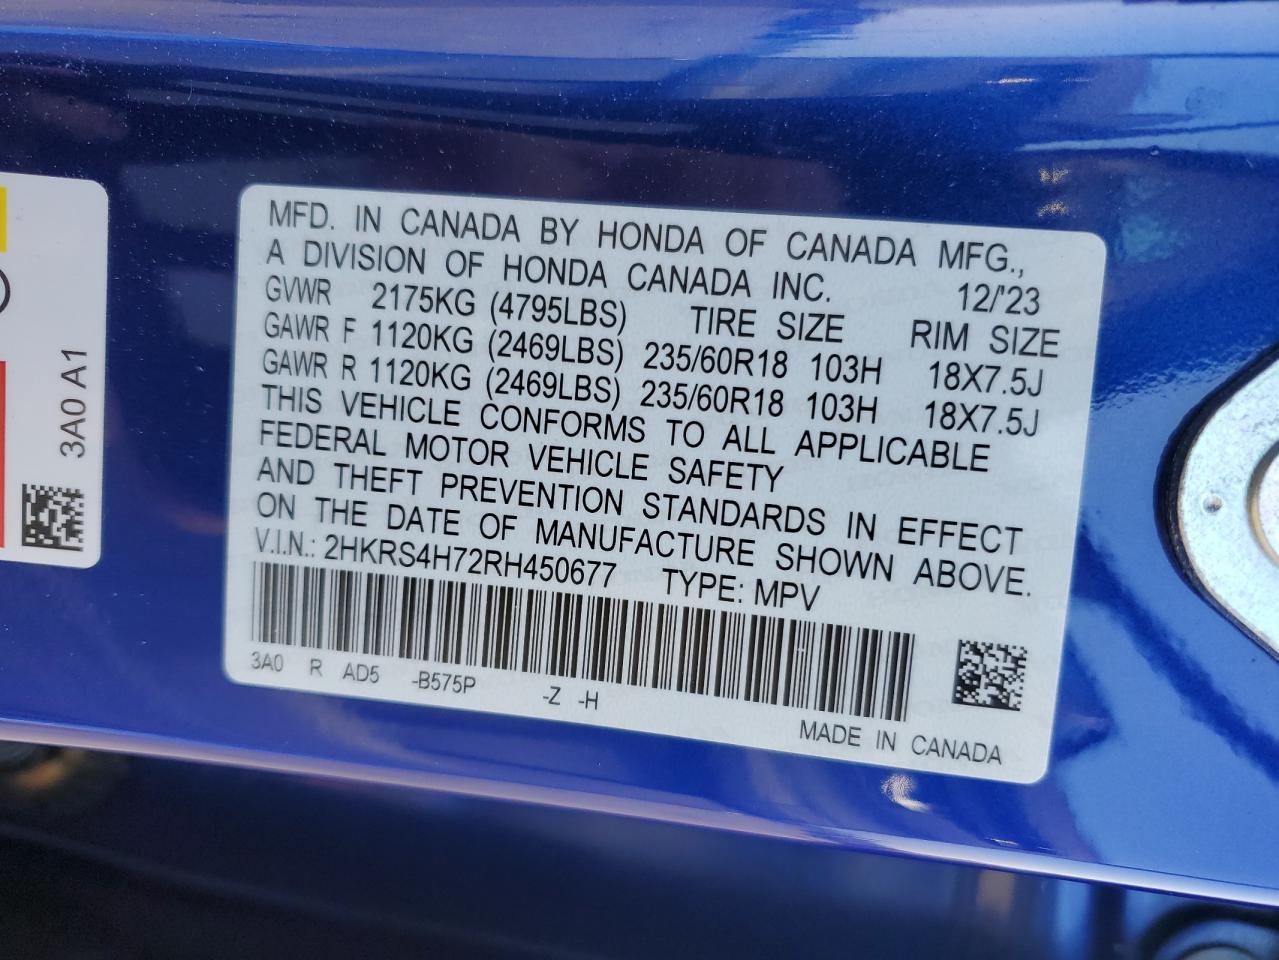 MFD. IN CANADA BY HONDA OF CANADA MFG.,
A DIVISION OF HONDA CANADA INC. 12/'23
GVWR 2175KG (4795LBS) TIRE SIZE RIM SIZE
GAWR F 1120KG (2469LBS) 235/60R18 103H 18X7.5J
GAWR R 1120KG (2469LBS) 235/60R18 103H 18X7.5J
THIS VEHICLE CONFORMS TO ALL APPLICABLE
FEDERAL MOTOR VEHICLE SAFETY
AND THEFT PREVENTION STANDARDS IN EFFECT
ON THE DATE OF MANUFACTURE SHOWN ABOVE.
V.I.N.: 2HKRS4H72RH450677 TYPE: MPV
3A0 R AD5 -B575P -Z -H
MADE IN CANADA
3A0 A1